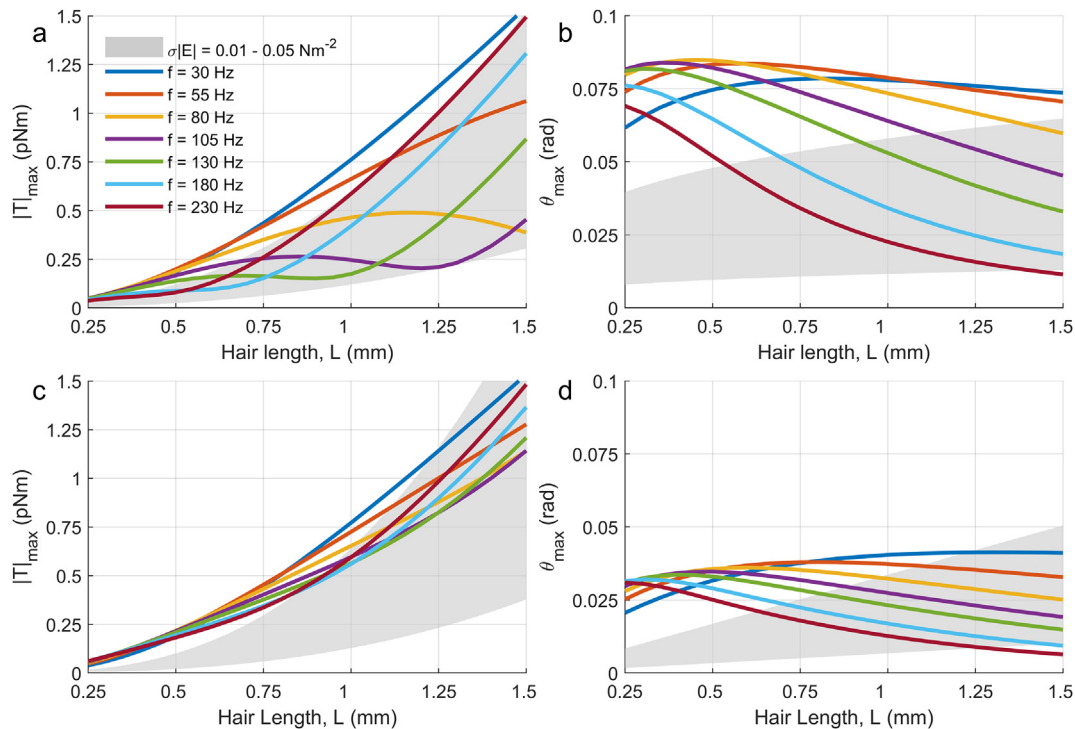 a
1.5
1.25
1
0.75
0.5
0.25
0
|T|max (pNm)
σ|E| = 0.01 - 0.05 Nm-2
f = 30 Hz
f = 55 Hz
f = 80 Hz
f = 105 Hz
f = 130 Hz
f = 180 Hz
f = 230 Hz
0.25 0.5 0.75 1 1.25 1.5
Hair length, L (mm)
b
0.1
0.075
0.05
0.025
0
θmax (rad)
0.25 0.5 0.75 1 1.25 1.5
Hair length, L (mm)
c
1.5
1.25
1
0.75
0.5
0.25
0
|T|max (pNm)
0.25 0.5 0.75 1 1.25 1.5
Hair Length, L (mm)
d
0.1
0.075
0.05
0.025
0
θmax (rad)
0.25 0.5 0.75 1 1.25 1.5
Hair Length, L (mm)